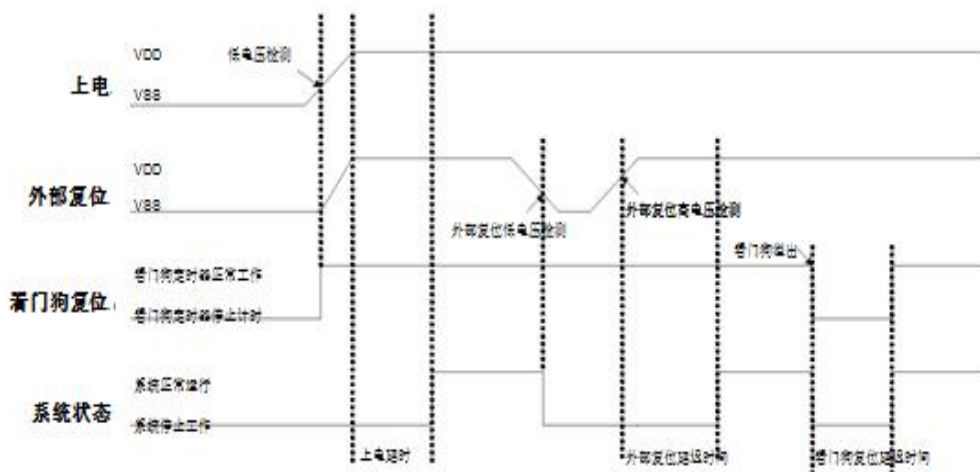 上电
VDD
VSS
低电压检测
外部复位
VDD
VSS
外部复位低电压检测
外部复位高电压检测
看门狗复位
看门狗定时器正常工作
看门狗定时器停止计时
看门狗溢出
系统状态
系统正常运行
系统停止工作
上电延时
外部复位延迟时间
看门狗复位延迟时间